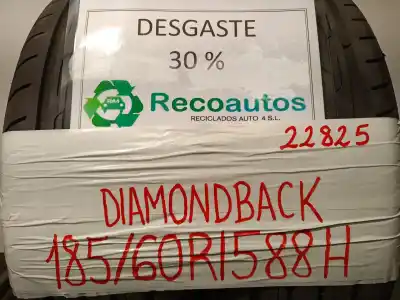 DESGASTE
30 %
Recoautos
RECICLADOS AUTO 4 S.L.
22825
DIAMONDBACK
185/60R1588H